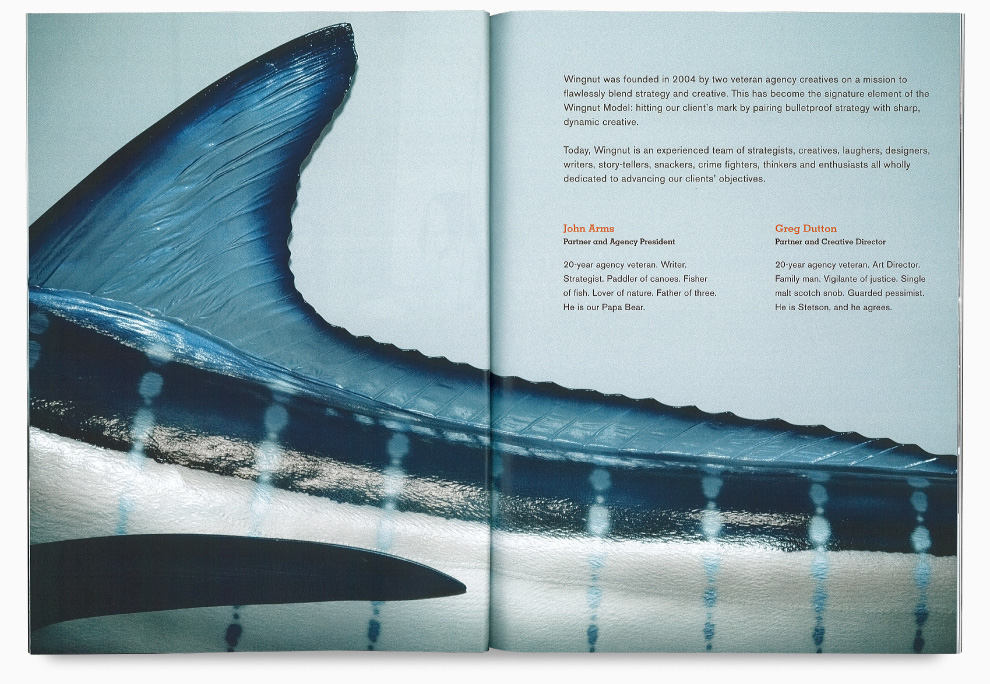 Wingnut was founded in 2004 by two veteran agency creatives on a mission to
flawlessly blend strategy and creative. This has become the signature element of the
Wingnut Model: hitting our client's mark by pairing bulletproof strategy with sharp,
dynamic creative.
Today, Wingnut is an experienced team of strategists, creatives, laughers, designers,
writers, story-tellers, snackers, crime fighters, thinkers and enthusiasts all wholly
dedicated to advancing our clients' objectives.
John Arms
Partner and Agency President
20-year agency veteran. Writer.
Strategist. Paddler of canoes. Fisher
of fish. Lover of nature. Father of three.
He is our Papa Bear.
Greg Dutton
Partner and Creative Director
20-year agency veteran. Art Director.
Family man. Vigilante of justice. Single
malt scotch snob. Guarded pessimist.
He is Stetson, and he agrees.